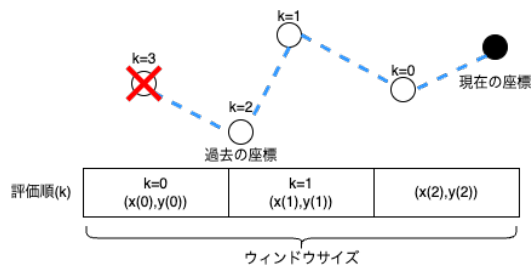 k=1
k=3
k=0
現在の座標
k=2
過去の座標
評価順(k)
k=0
(x(0),y(0))
k=1
(x(1),y(1))
(x(2),y(2))
ウィンドウサイズ